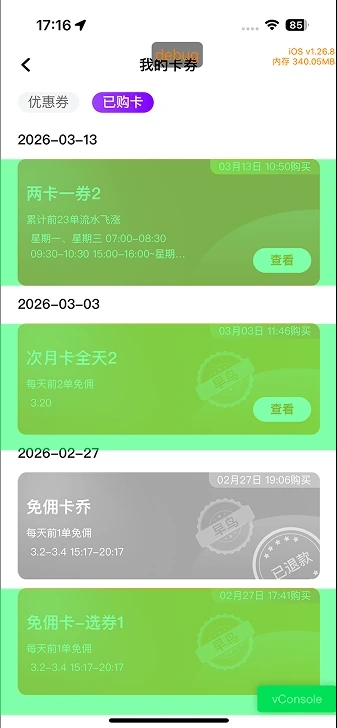 17:16
85
debug
iOS v1.26.8
我的卡券
内存 340.05MB
优惠券
已购卡
2026-03-13
03月13日 10:50购买
两卡一券2
累计前23单流水飞涨
星期一、星期三 07:00-08:30
09:30-10:30 15:00-16:00~星期...
查看
2026-03-03
03月03日 11:46购买
次月卡全天2
早鸟
每天前2单免佣
3.20
查看
2026-02-27
02月27日 19:06购买
免佣卡乔
早鸟
每天前1单免佣
3.2-3.4 15:17-20:17
已退款
02月27日 17:41购买
免佣卡-选券1
早鸟
每天前1单免佣
3.2-3.4 15:17-20:17
vConsole